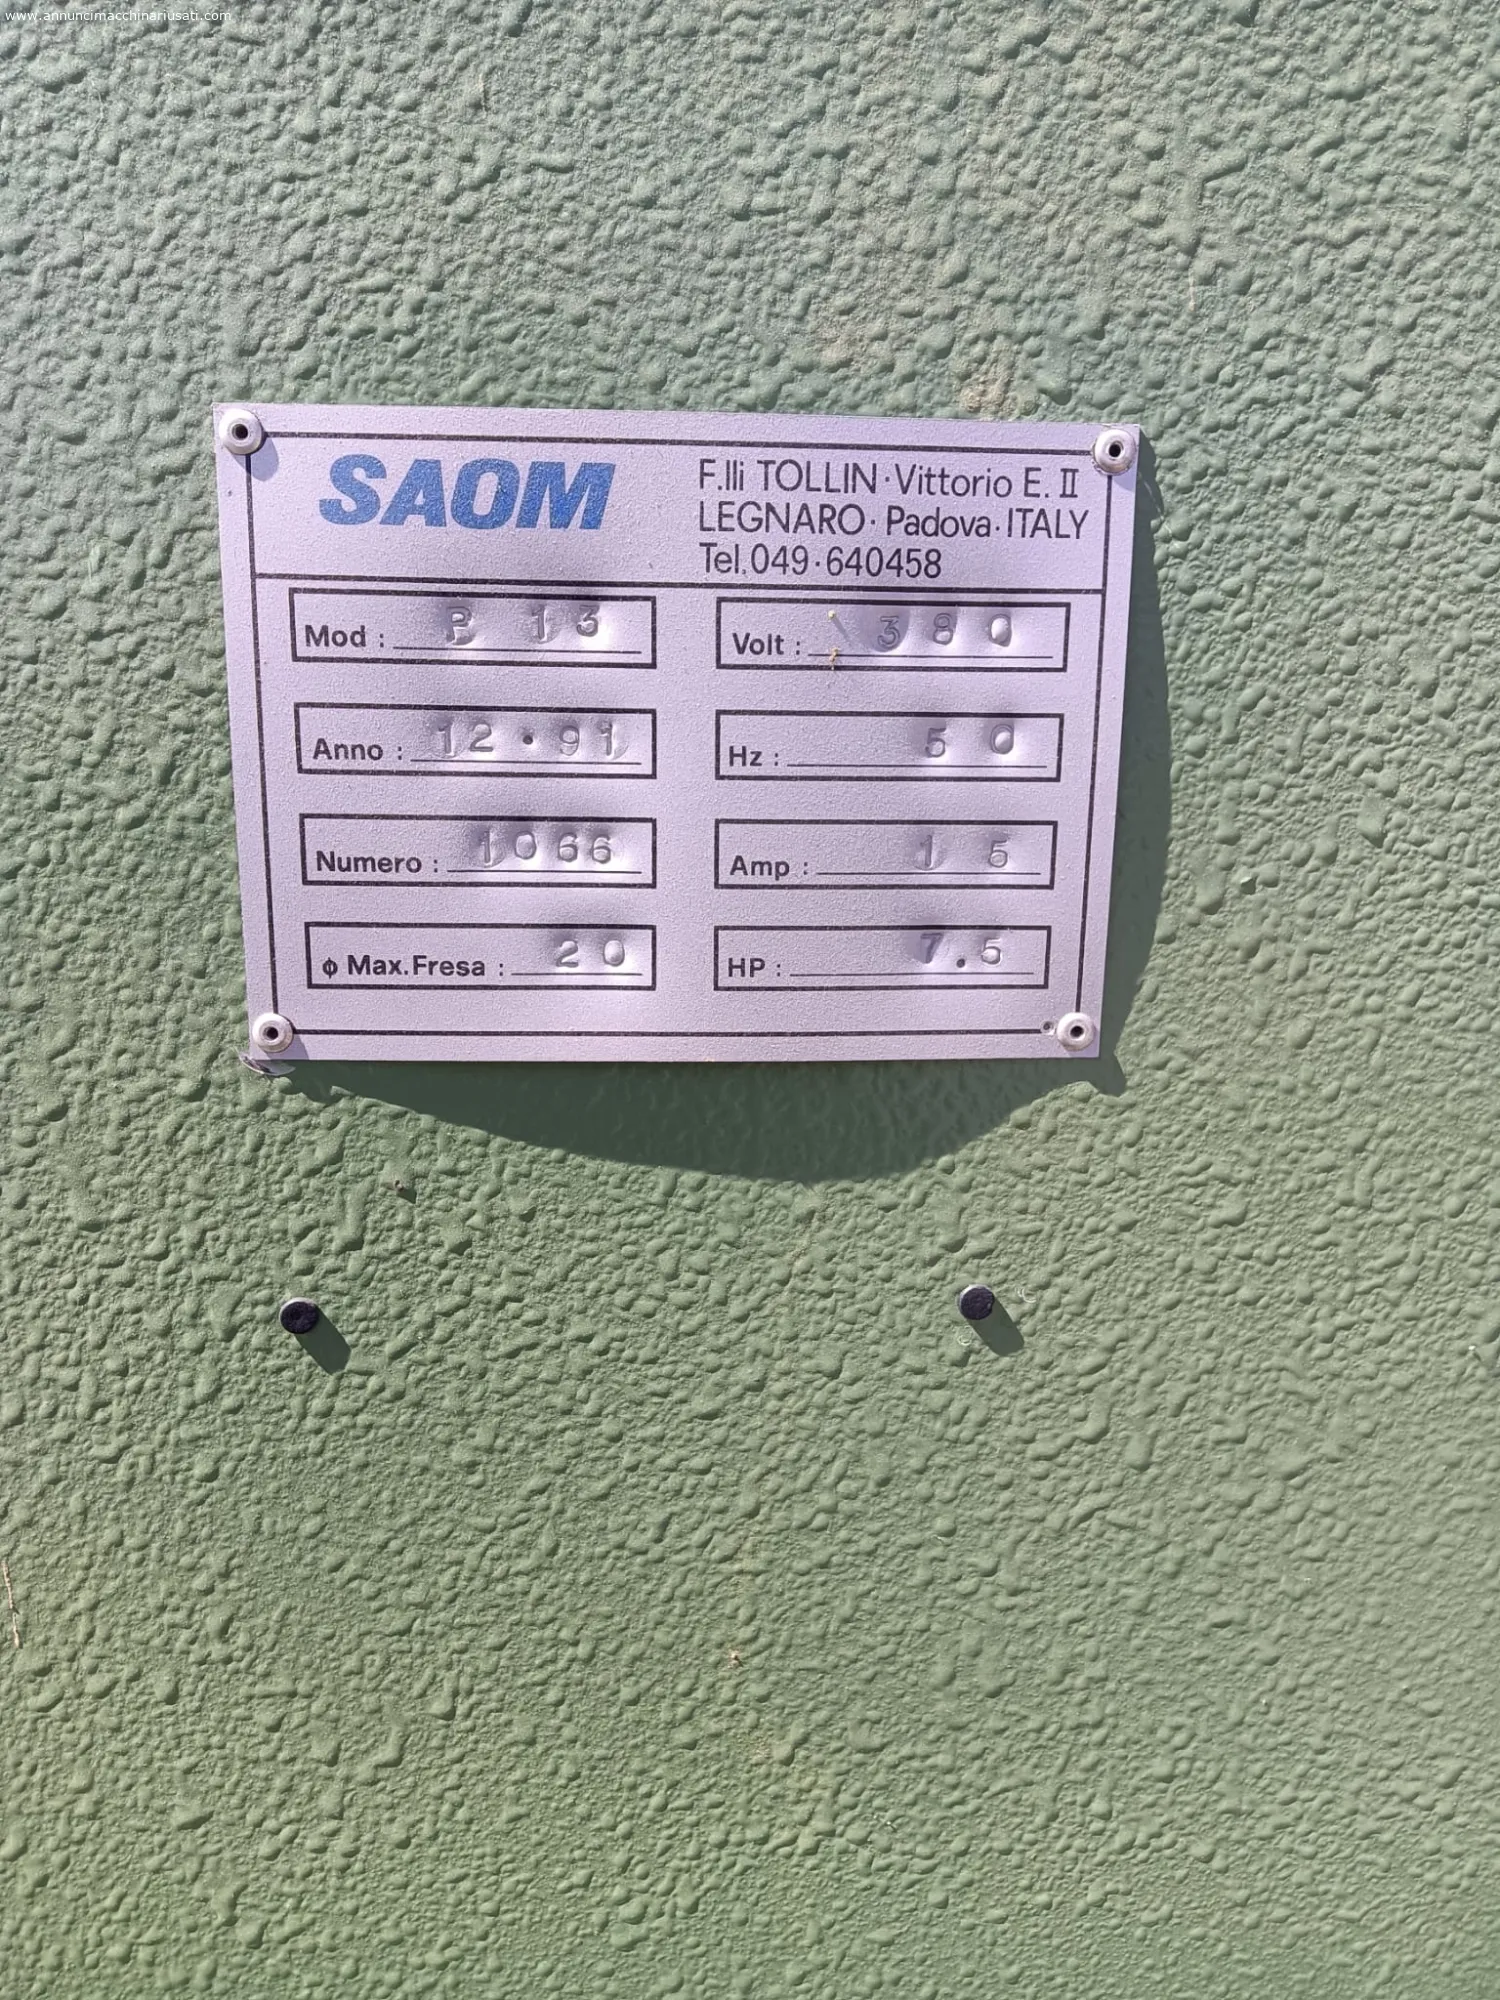 www.annuncimacchinariusati.com
SAOM
F.lli TOLLIN·Vittorio E. II
LEGNARO·Padova·ITALY
Tel.049·640458
Mod : P 13
Volt : 380
Anno : 12·91
Hz : 50
Numero : 1066
Amp : 15
ϕ Max.Fresa : 20
HP : 7.5